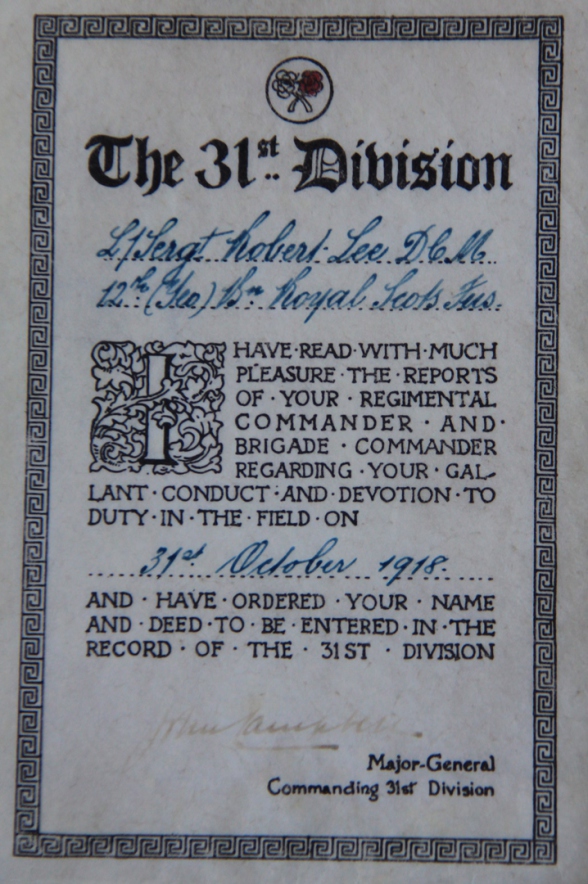 The 31st Division
L/Sergt Robert Lee D.C.M.
12th (Yeo) Bn Royal Scots Fus.
I HAVE·READ·WITH·MUCH
PLEASURE·THE·REPORTS
OF·YOUR·REGIMENTAL
COMMANDER·AND·
BRIGADE·COMMANDER
REGARDING·YOUR·GAL-
LANT·CONDUCT·AND·DEVOTION·TO
DUTY·IN·THE·FIELD·ON
31st October 1918.
AND·HAVE·ORDERED·YOUR·NAME
AND·DEED·TO·BE·ENTERED·IN·THE
RECORD·OF·THE·31ST·DIVISION
John Campbell.
Major-General
Commanding 31st Division